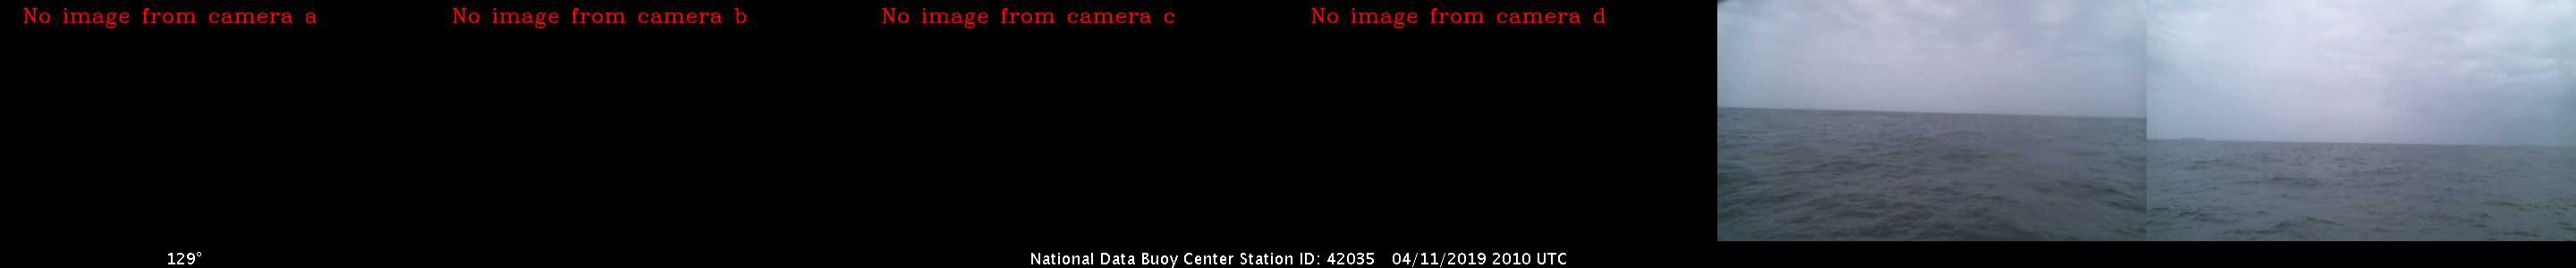 No image from camera a
No image from camera b
No image from camera c
No image from camera d
129°
National Data Buoy Center Station ID: 42035 04/11/2019 2010 UTC